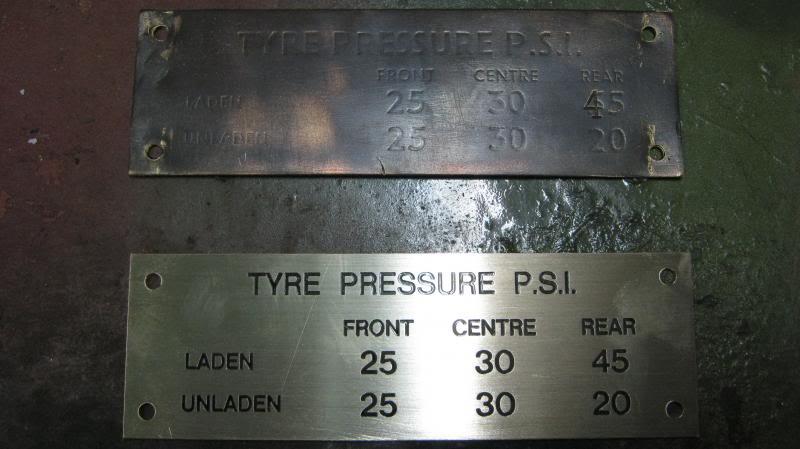 TYRE PRESSURE P.S.I.
FRONT CENTRE REAR
LADEN 25 30 45
UNLADEN 25 30 20
TYRE PRESSURE P.S.I.
FRONT CENTRE REAR
LADEN 25 30 45
UNLADEN 25 30 20